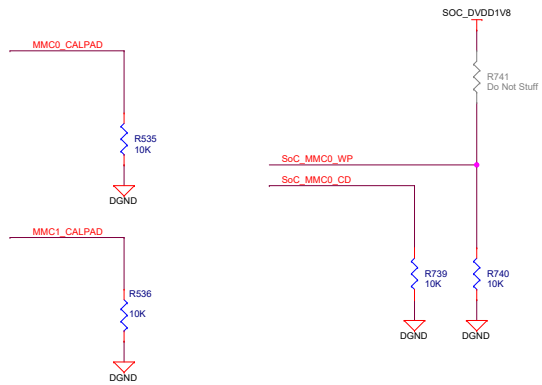 SOC_DVDD1V8
MMC0_CALPAD
R741
Do Not Stuff
R535
10K
SoC_MMC0_WP
SoC_MMC0_CD
DGND
MMC1_CALPAD
R739
10K
R740
10K
R536
10K
DGND
DGND
DGND